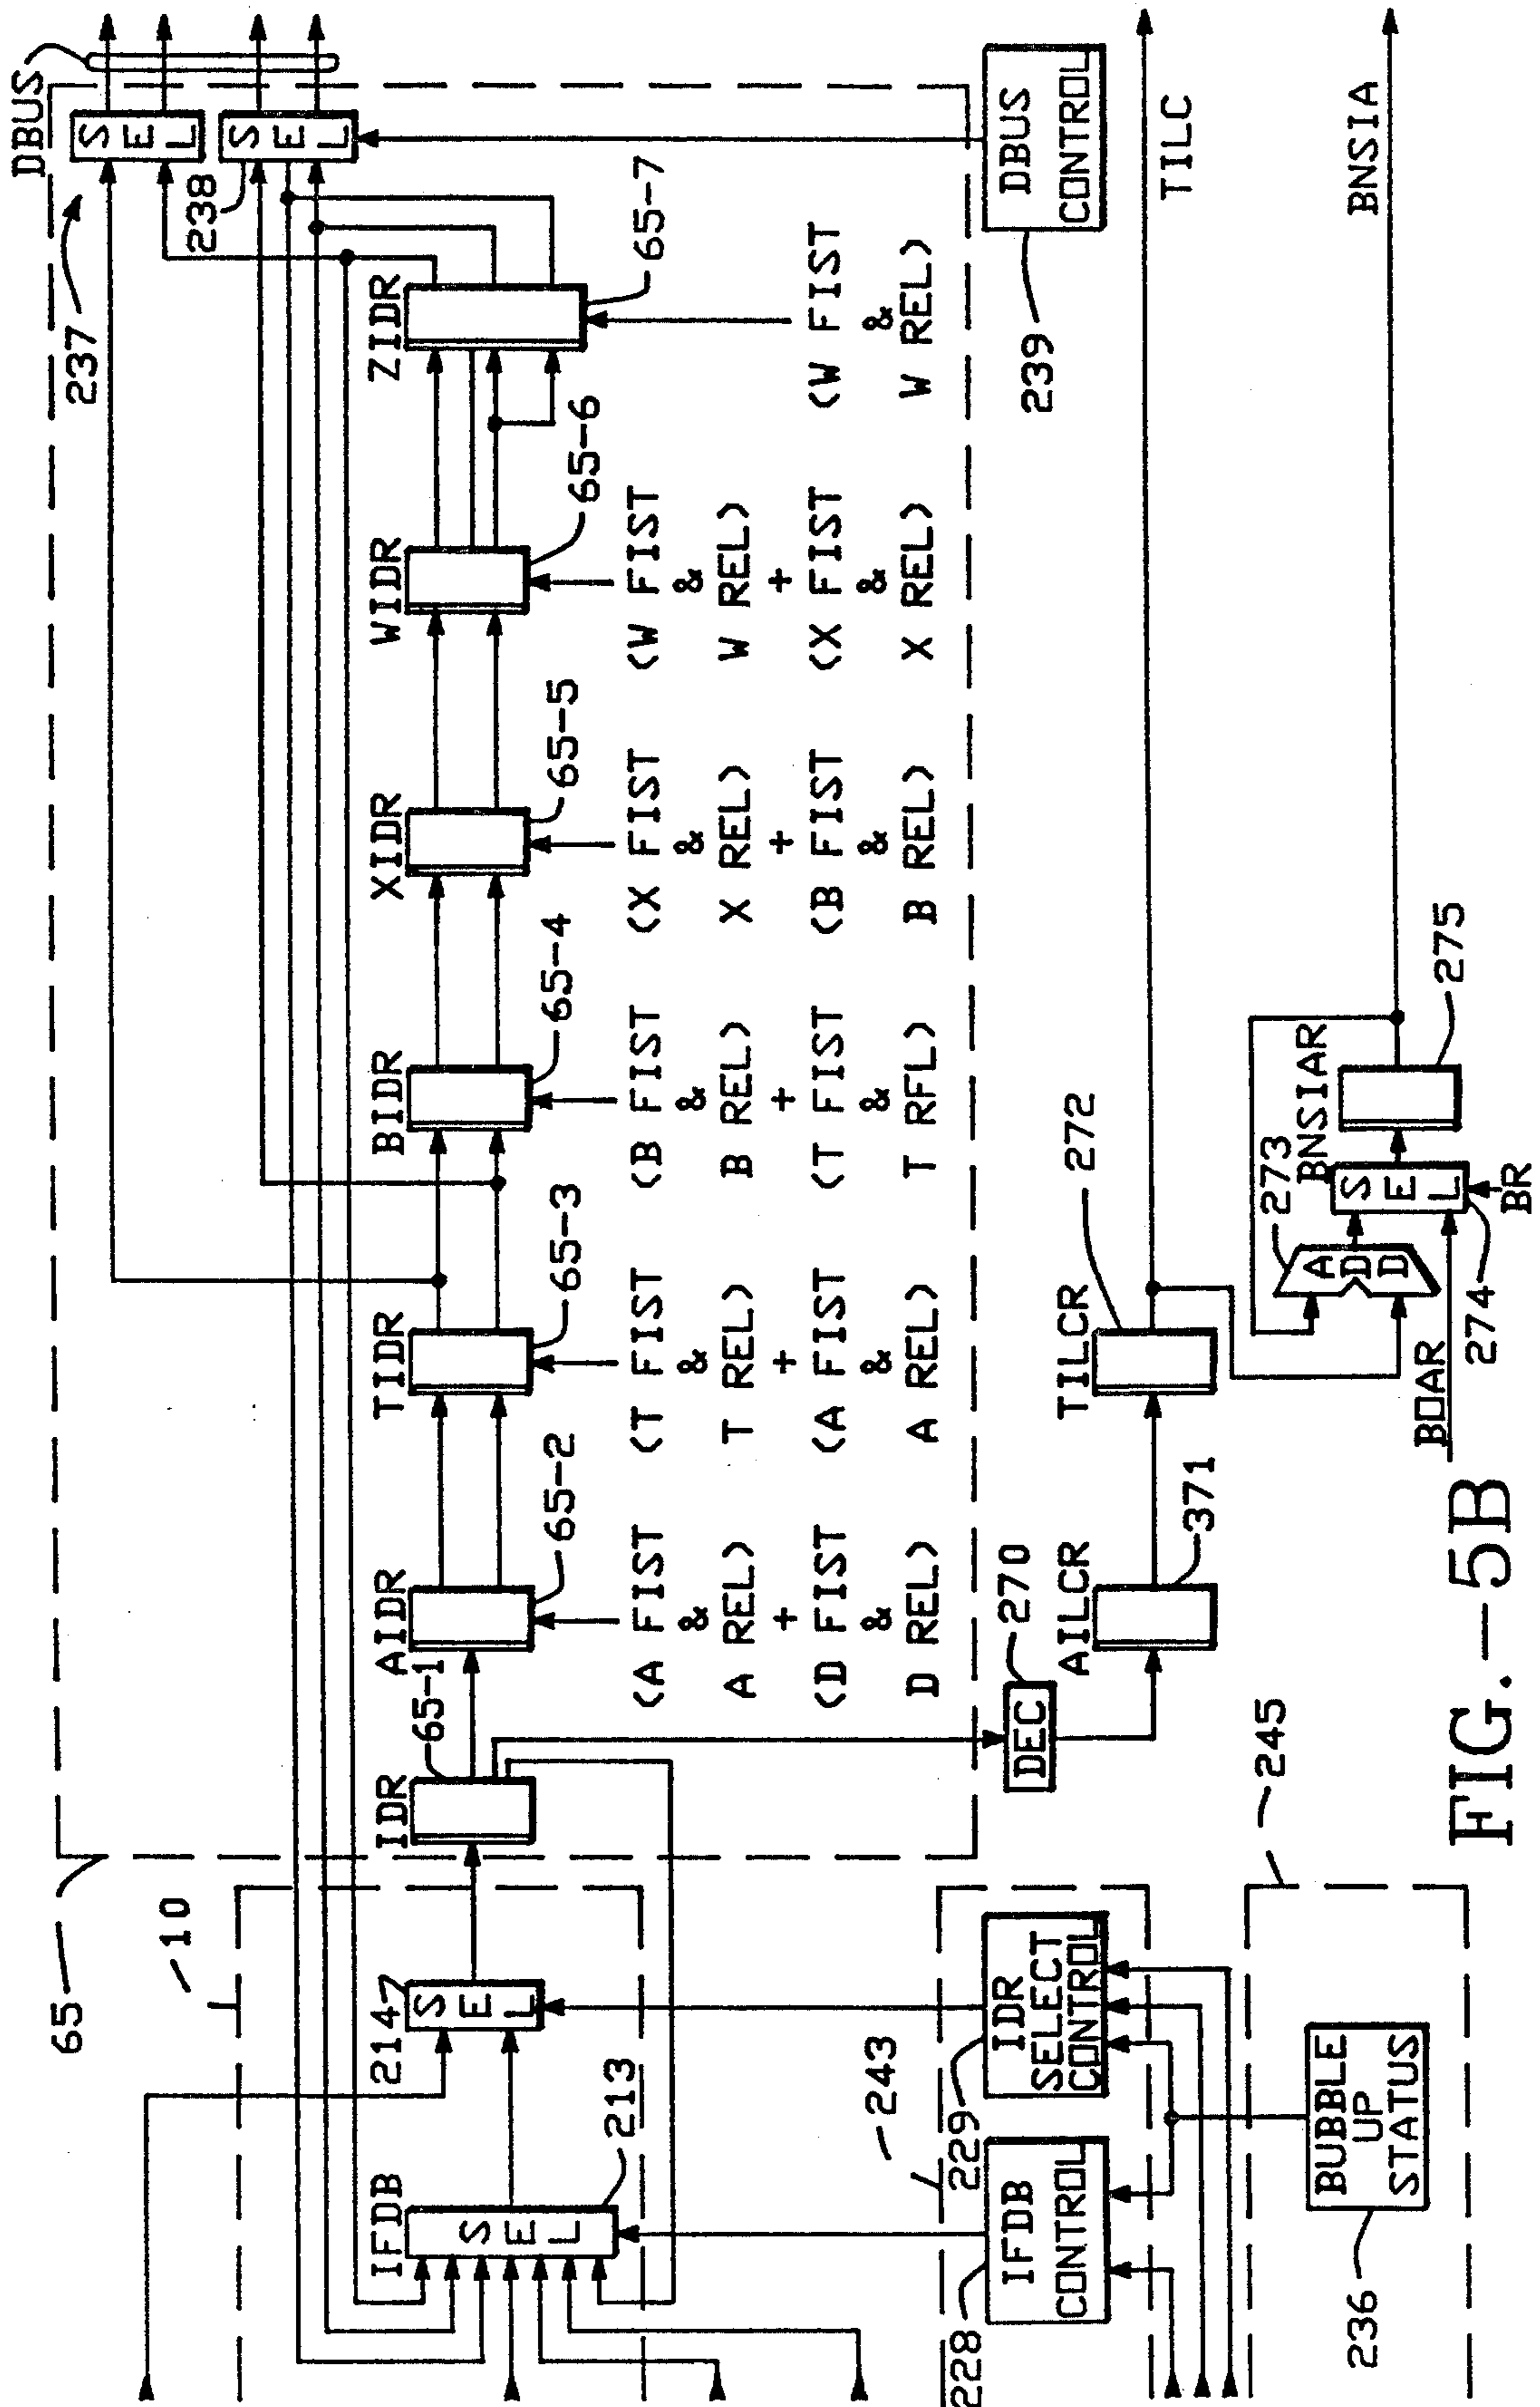 65
10
2147
SEL
IFDB
SEL
213
243
228
IFDB
CONTROL
229
IDR
SELECT
CONTROL
245
236
BUBBLE
UP
STATUS
IDR
65-1
AIDR
65-2
(A FIST
&
A REL)
+
(D FIST
&
D REL)
TIDR
65-3
(T FIST
&
T REL)
+
(A FIST
&
A REL)
BIDR
65-4
(B FIST
&
B REL)
+
(T FIST
&
T RFL)
XIDR
65-5
(X FIST
&
X REL)
+
(B FIST
&
B REL)
WIDR
65-6
(W FIST
&
W REL)
+
(X FIST
&
X REL)
ZIDR
65-7
(W FIST
&
W REL)
237
DBUS
SEL
238
SEL
239
DBUS
CONTROL
DEC
270
AILCR
371
TILCR
272
TILC
273
ADD
BNSIAR
SEL
274
BOAR
BR
275
BNSIA
FIG.-5B